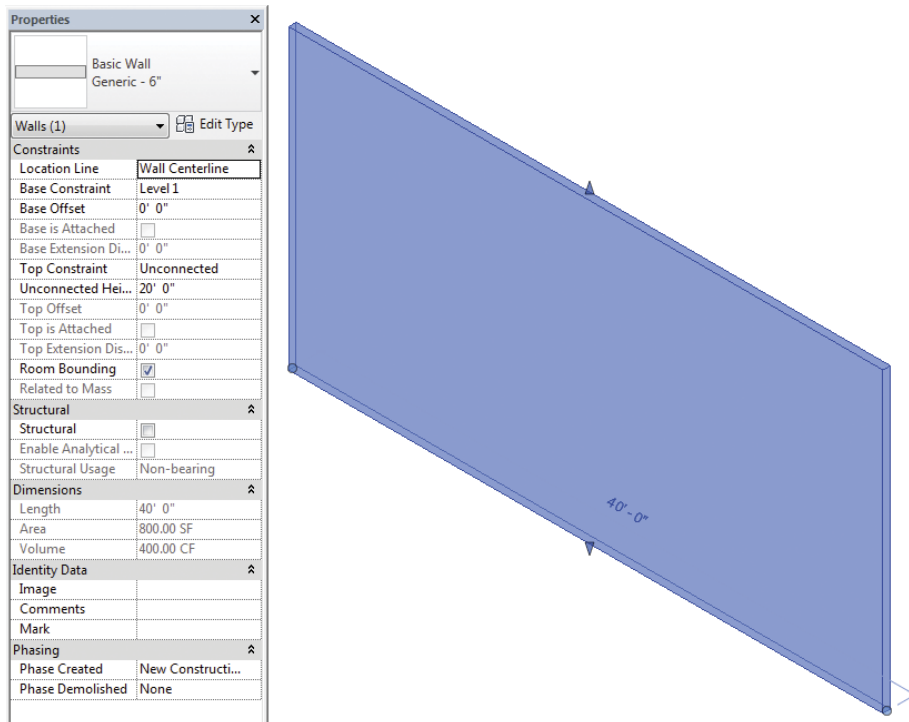 Properties ×
Basic Wall
Generic - 6"
Walls (1) Edit Type
Constraints
Location Line Wall Centerline
Base Constraint Level 1
Base Offset 0' 0"
Base is Attached
Base Extension Di... 0' 0"
Top Constraint Unconnected
Unconnected Hei... 20' 0"
Top Offset 0' 0"
Top is Attached
Top Extension Dis... 0' 0"
Room Bounding
Related to Mass
Structural
Structural
Enable Analytical ...
Structural Usage Non-bearing
Dimensions
Length 40' 0"
Area 800.00 SF
Volume 400.00 CF
Identity Data
Image
Comments
Mark
Phasing
Phase Created New Constructi...
Phase Demolished None
40' - 0"